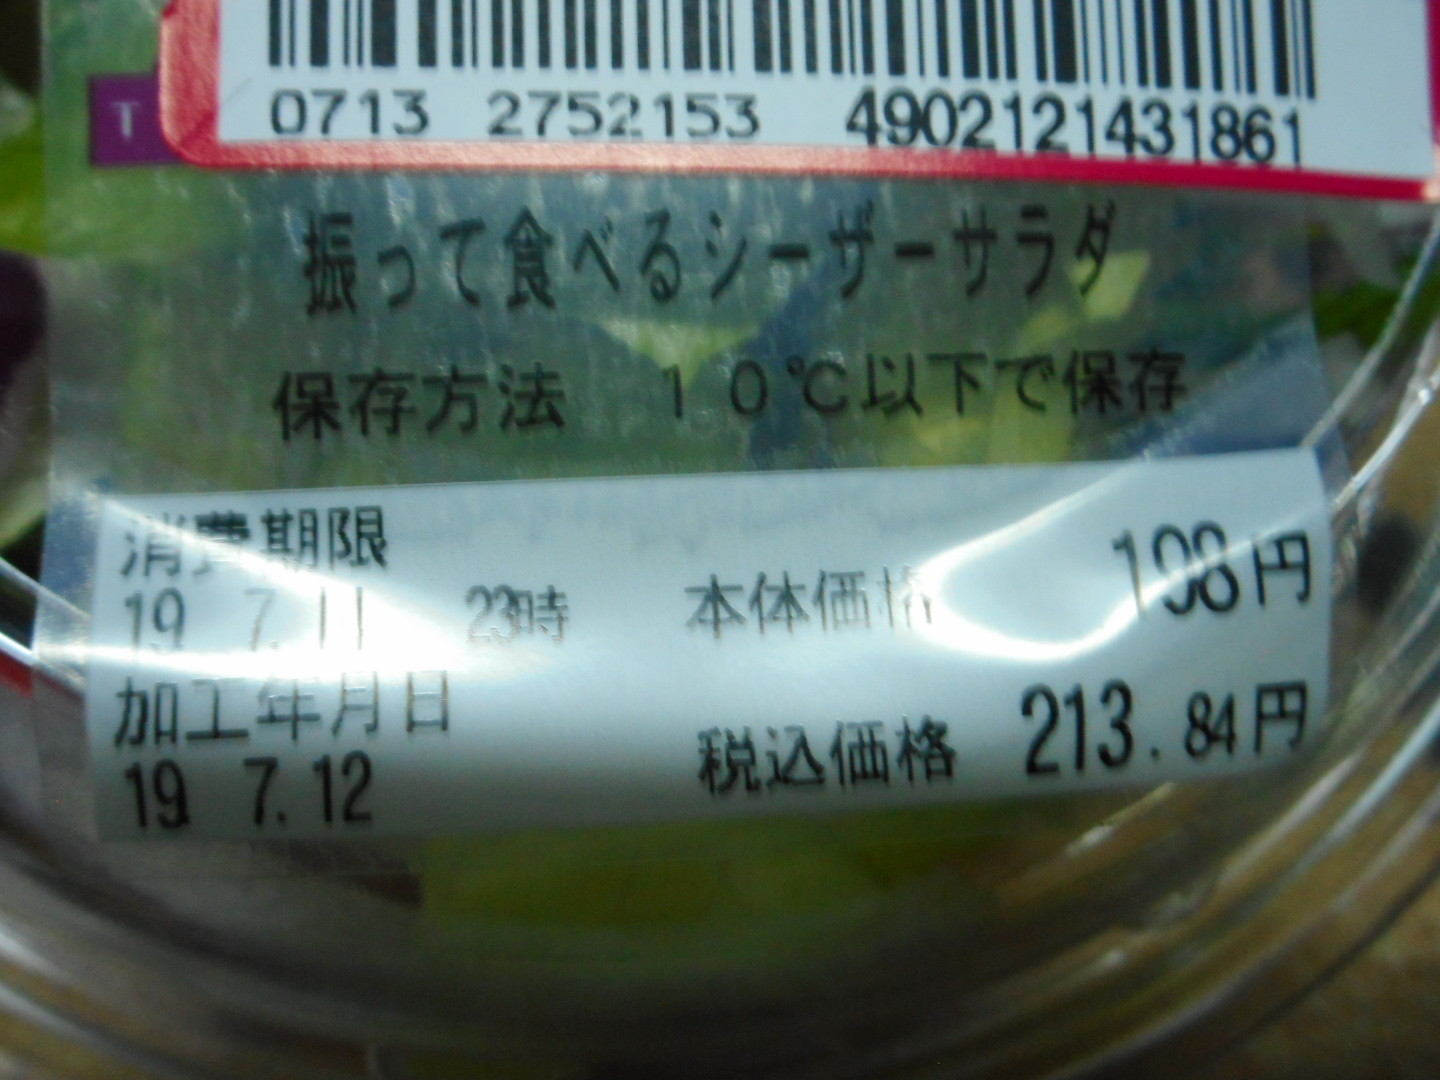 T
0713 2752153 4902121431861
振って食べるシーザーサラダ
保存方法 10℃以下で保存
消費期限
19 7.11 23時 本体価格 198円
加工年月日
19 7.12 税込価格 213.84円